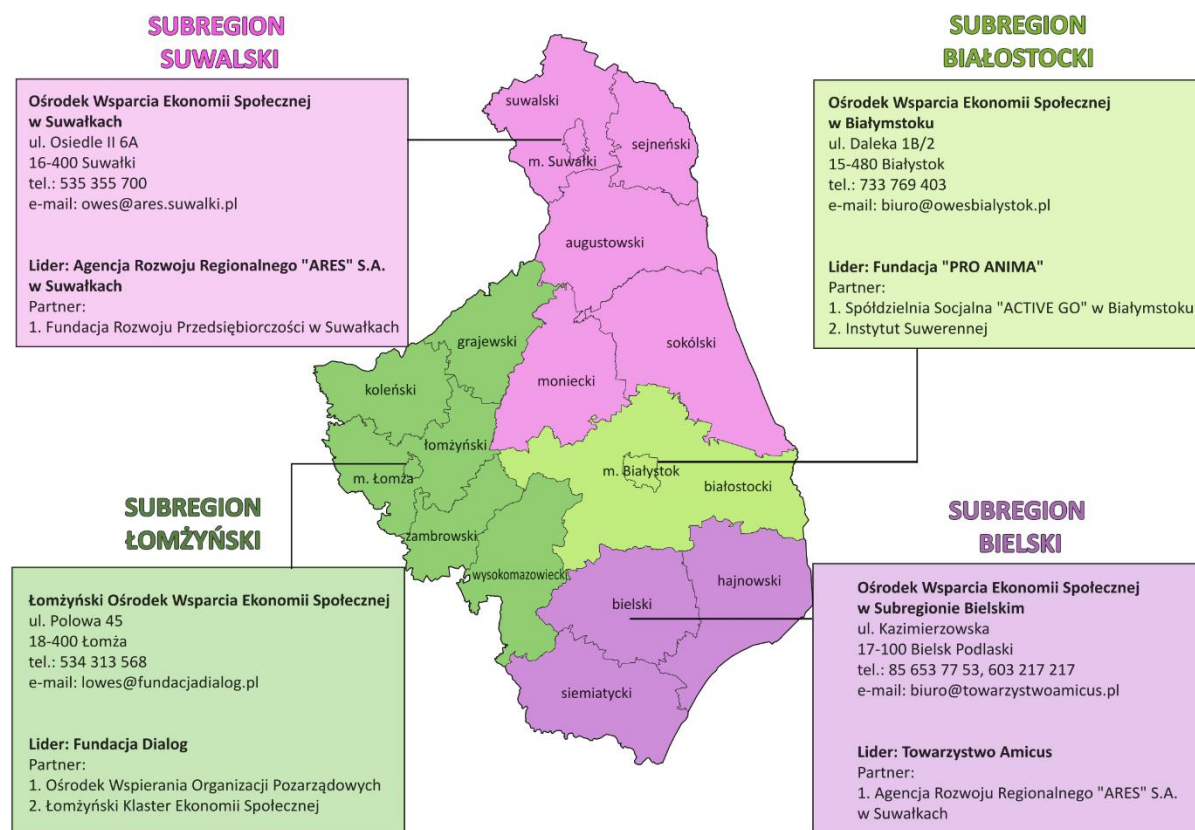 SUBREGION
SUWALSKI
Ośrodek Wsparcia Ekonomii Społecznej
w Suwałkach
ul. Osiedle II 6A
16-400 Suwałki
tel.: 535 355 700
e-mail: owes@ares.suwalki.pl
Lider: Agencja Rozwoju Regionalnego "ARES" S.A.
w Suwałkach
Partner:
1. Fundacja Rozwoju Przedsiębiorczości w Suwałkach
SUBREGION
BIAŁOSTOCKI
Ośrodek Wsparcia Ekonomii Społecznej
w Białymstoku
ul. Daleka 1B/2
15-480 Białystok
tel.: 733 769 403
e-mail: biuro@owesbialystok.pl
Lider: Fundacja "PRO ANIMA"
Partner:
1. Spółdzielnia Socjalna "ACTIVE GO" w Białymstoku
2. Instytut Suwerennej
suwalski
m. Suwałki
sejneński
augustowski
sokólski
grajewski
moniecki
koleński
łomżyński
m. Łomża
m. Białystok
białostocki
zambrowski
wysokomazowiecki
hajnowski
bielski
siemiatycki
SUBREGION
ŁOMŻYŃSKI
Łomżyński Ośrodek Wsparcia Ekonomii Społecznej
ul. Polowa 45
18-400 Łomża
tel.: 534 313 568
e-mail: lowes@fundacjadialog.pl
Lider: Fundacja Dialog
Partner:
1. Ośrodek Wspierania Organizacji Pozarządowych
2. Łomżyński Klaster Ekonomii Społecznej
SUBREGION
BIELSKI
Ośrodek Wsparcia Ekonomii Społecznej
w Subregionie Bielskim
ul. Kazimierzowska
17-100 Bielsk Podlaski
tel.: 85 653 77 53, 603 217 217
e-mail: biuro@towarzystwoamicus.pl
Lider: Towarzystwo Amicus
Partner:
1. Agencja Rozwoju Regionalnego "ARES" S.A.
w Suwałkach